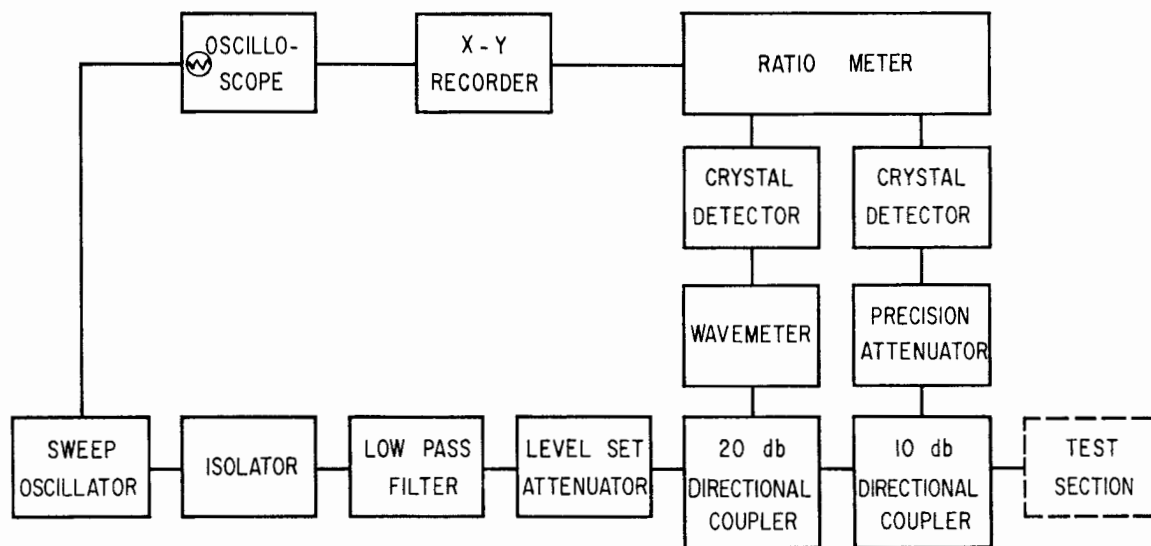 OSCILLO-
SCOPE
X-Y
RECORDER
RATIO METER
CRYSTAL
DETECTOR
CRYSTAL
DETECTOR
WAVEMETER
PRECISION
ATTENUATOR
SWEEP
OSCILLATOR
ISOLATOR
LOW PASS
FILTER
LEVEL SET
ATTENUATOR
20 db
DIRECTIONAL
COUPLER
10 db
DIRECTIONAL
COUPLER
TEST
SECTION